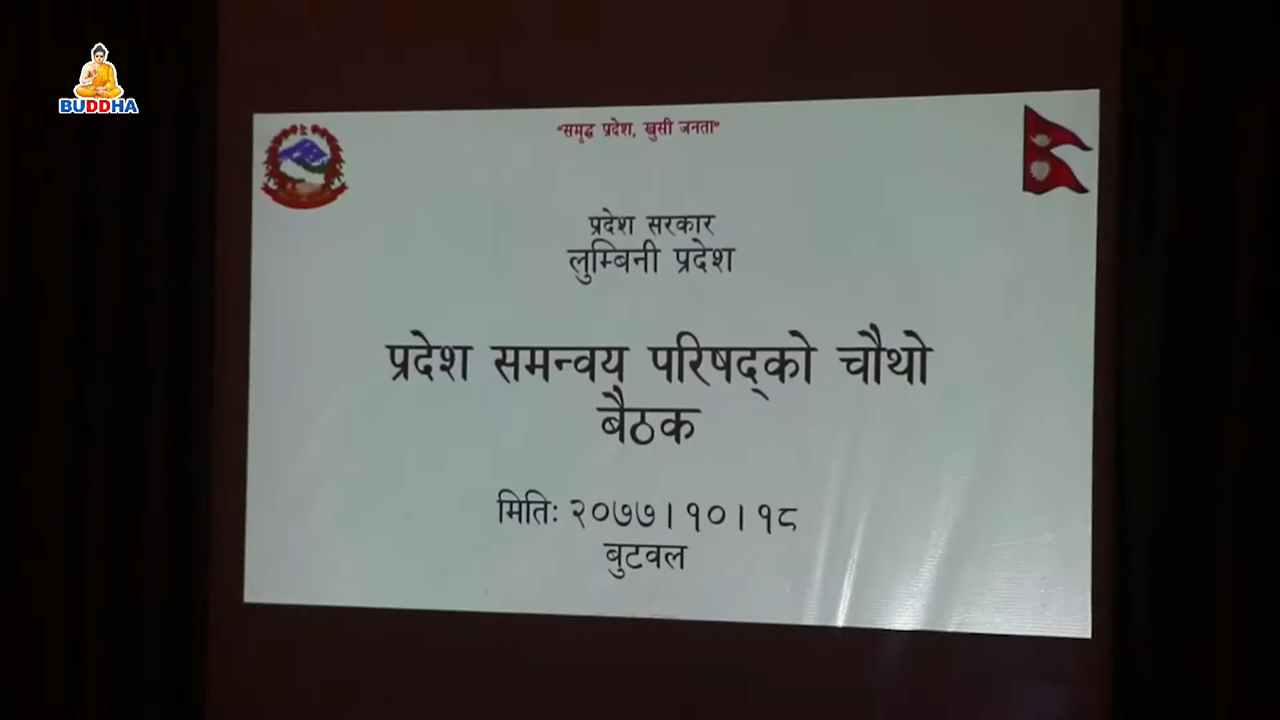 BUDDHA
"समृद्ध प्रदेश, खुसी जनता"
प्रदेश सरकार
लुम्बिनी प्रदेश
प्रदेश समन्वय परिषद्को चौथो
बैठक
मितिः २०७७।१०।१८
बुटवल